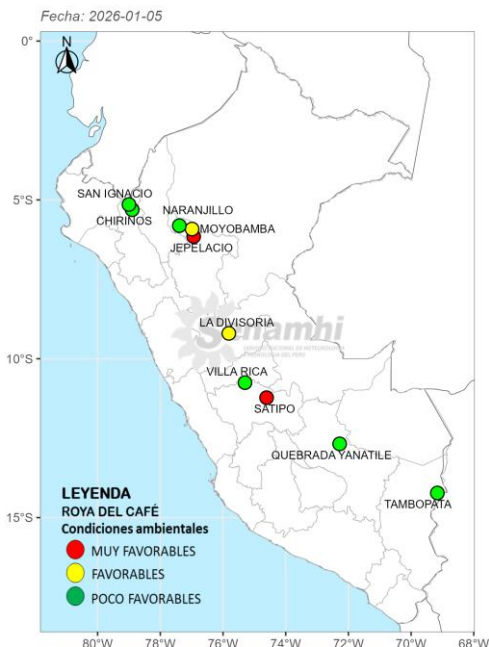 Fecha: 2026-01-05
0°
N
5°S
SAN IGNACIO
CHIRINOS
NARANJILLO
MOYOBAMBA
JEPELACIO
LA DIVISORIA
Senamhi
10°S
VILLA RICA
SATIPO
QUEBRADA YANATILE
TAMBOPATA
15°S
LEYENDA
ROYA DEL CAFÉ
Condiciones ambientales
MUY FAVORABLES
FAVORABLES
POCO FAVORABLES
80°W 78°W 76°W 74°W 72°W 70°W 68°W